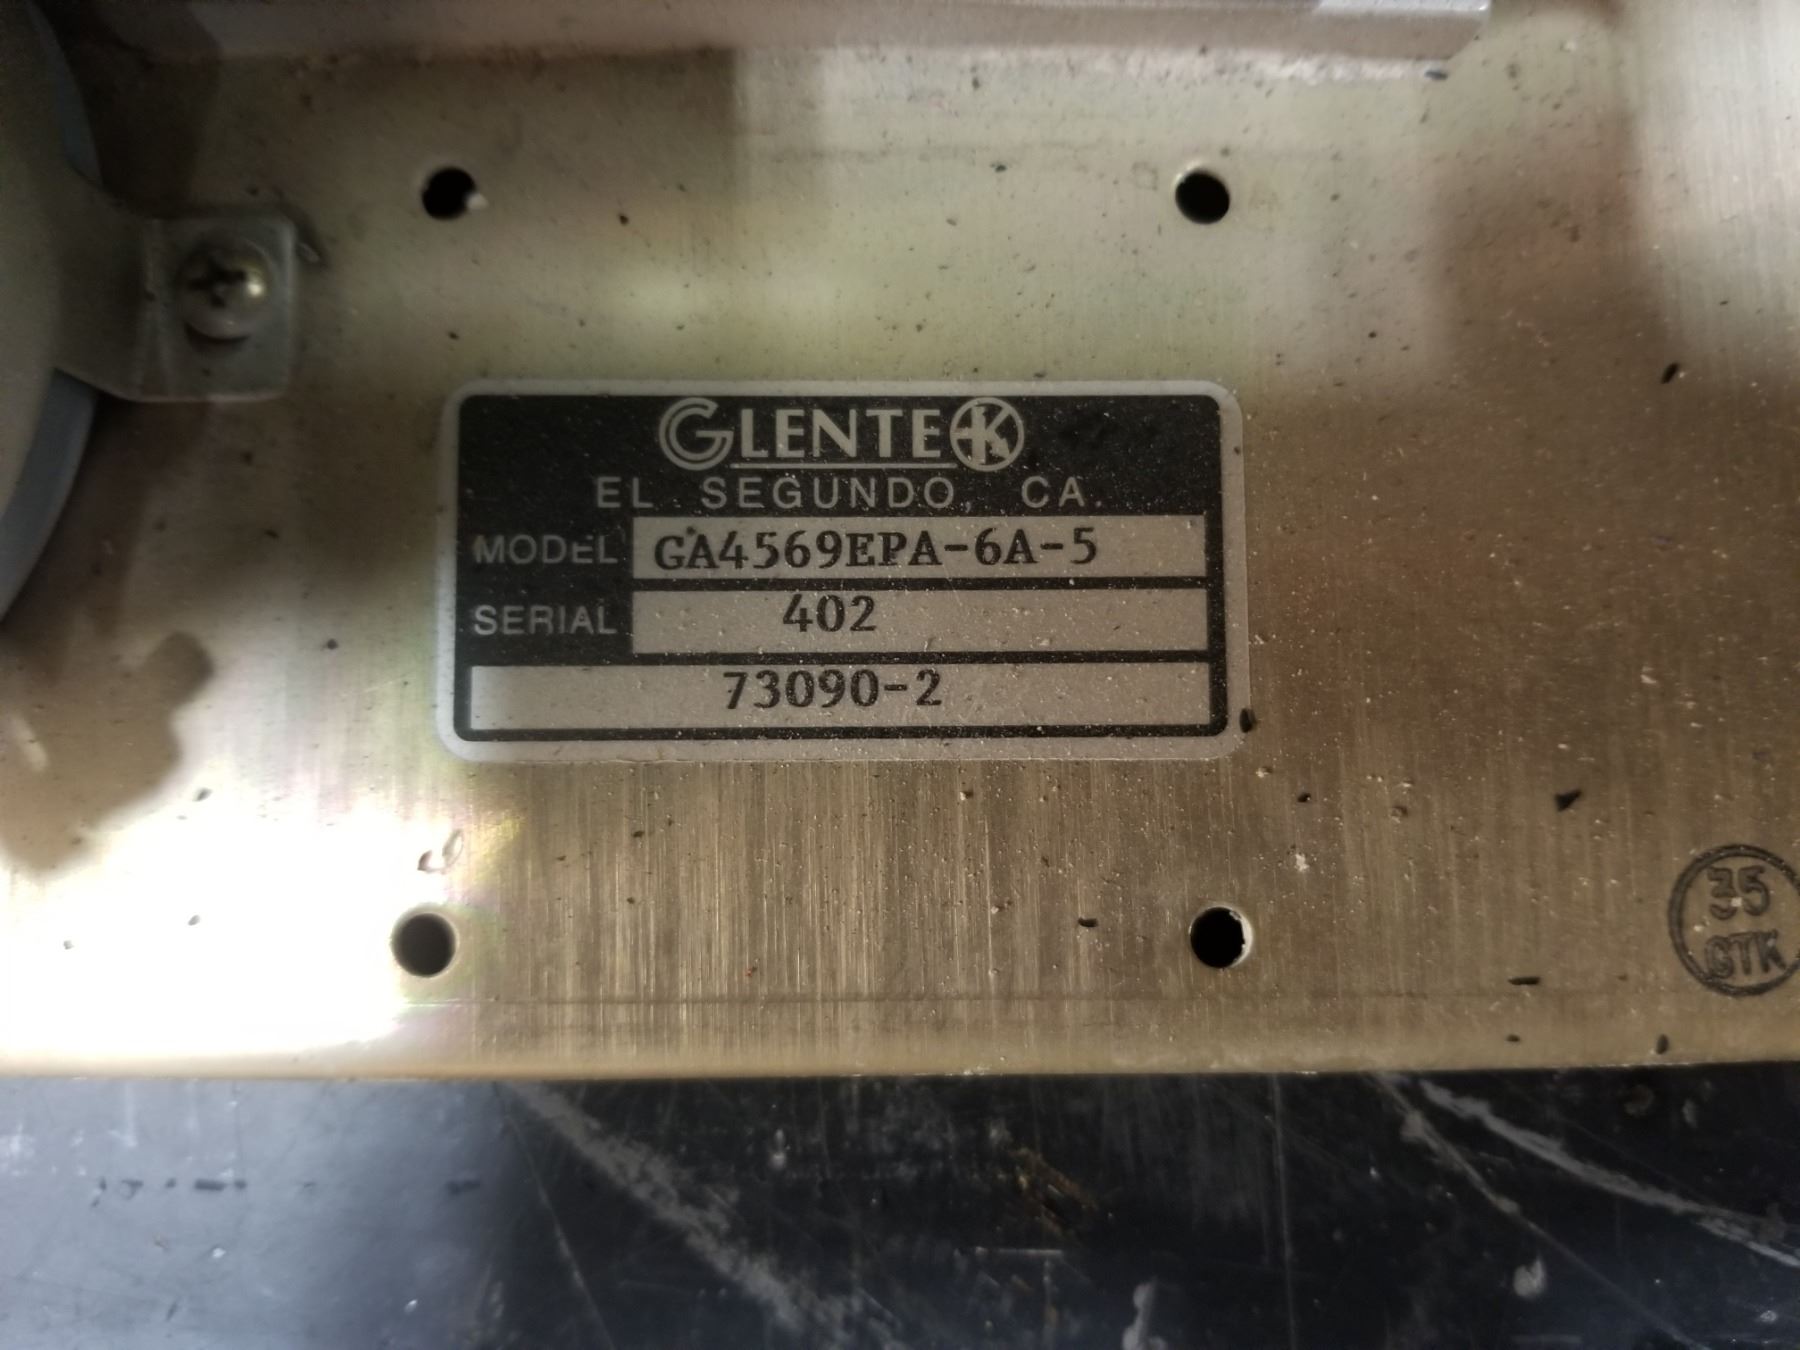 GLENTEK
EL SEGUNDO, CA.
MODEL GA4569EPA-6A-5
SERIAL 402
73090-2
35
GTK